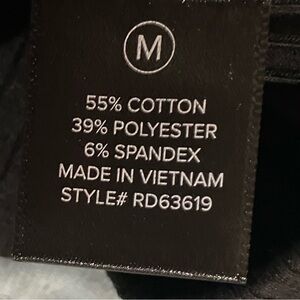 M
55% COTTON
39% POLYESTER
6% SPANDEX
MADE IN VIETNAM
STYLE# RD63619